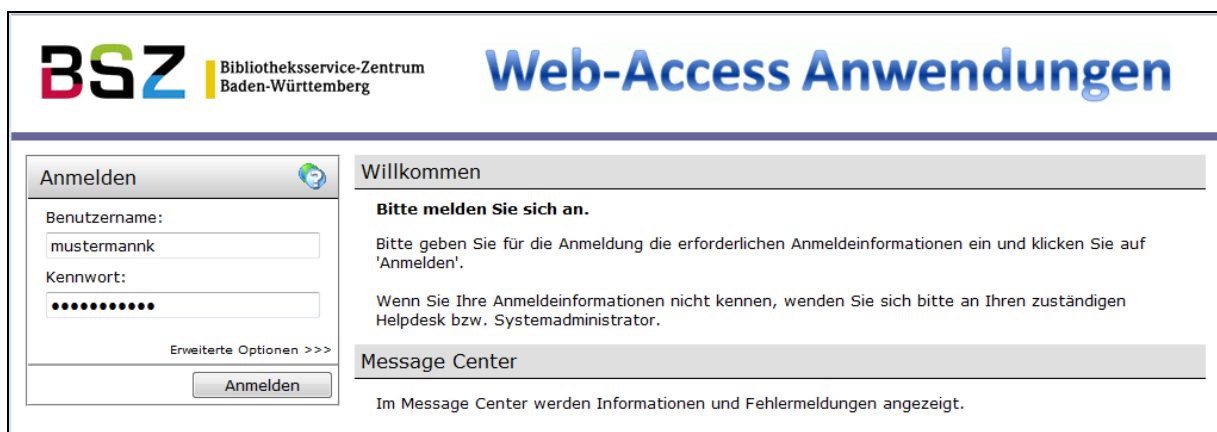 BSZ
Bibliotheksservice-Zentrum
Baden-Württemberg
Web-Access Anwendungen
Anmelden
Benutzername:
mustermannk
Kennwort:
●●●●●●●●●●●
Erweiterte Optionen >>>
Anmelden
Willkommen
Bitte melden Sie sich an.
Bitte geben Sie für die Anmeldung die erforderlichen Anmeldeinformationen ein und klicken Sie auf
'Anmelden'.
Wenn Sie Ihre Anmeldeinformationen nicht kennen, wenden Sie sich bitte an Ihren zuständigen
Helpdesk bzw. Systemadministrator.
Message Center
Im Message Center werden Informationen und Fehlermeldungen angezeigt.